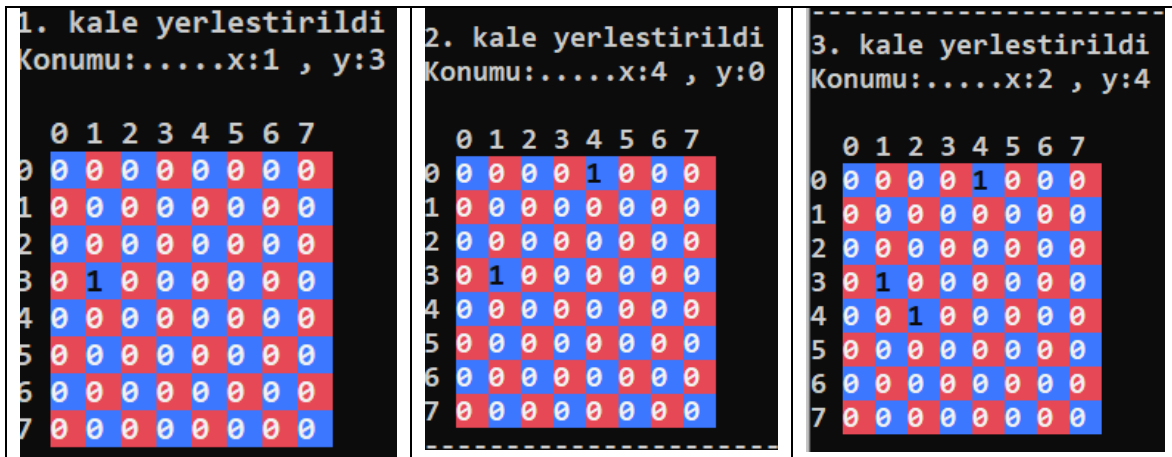 1. kale yerlestirildi
Konumu:.....x:1 , y:3
0 1 2 3 4 5 6 7
0 0 0 0 0 0 0 0 0
1 0 0 0 0 0 0 0 0
2 0 0 0 0 0 0 0 0
3 0 1 0 0 0 0 0 0
4 0 0 0 0 0 0 0 0
5 0 0 0 0 0 0 0 0
6 0 0 0 0 0 0 0 0
7 0 0 0 0 0 0 0 0
2. kale yerlestirildi
Konumu:.....x:4 , y:0
0 1 2 3 4 5 6 7
0 0 0 0 0 1 0 0 0
1 0 0 0 0 0 0 0 0
2 0 0 0 0 0 0 0 0
3 0 1 0 0 0 0 0 0
4 0 0 0 0 0 0 0 0
5 0 0 0 0 0 0 0 0
6 0 0 0 0 0 0 0 0
7 0 0 0 0 0 0 0 0
-----------------------
-----------------------
3. kale yerlestirildi
Konumu:.....x:2 , y:4
0 1 2 3 4 5 6 7
0 0 0 0 0 1 0 0 0
1 0 0 0 0 0 0 0 0
2 0 0 0 0 0 0 0 0
3 0 1 0 0 0 0 0 0
4 0 0 1 0 0 0 0 0
5 0 0 0 0 0 0 0 0
6 0 0 0 0 0 0 0 0
7 0 0 0 0 0 0 0 0